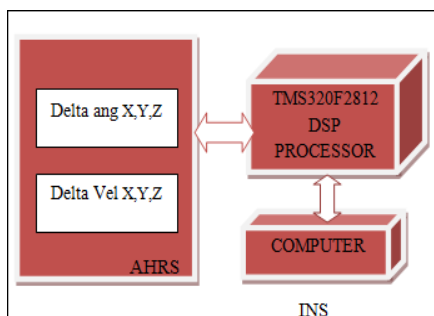 Delta ang X,Y,Z
Delta Vel X,Y,Z
AHRS
TMS320F2812
DSP
PROCESSOR
COMPUTER
INS